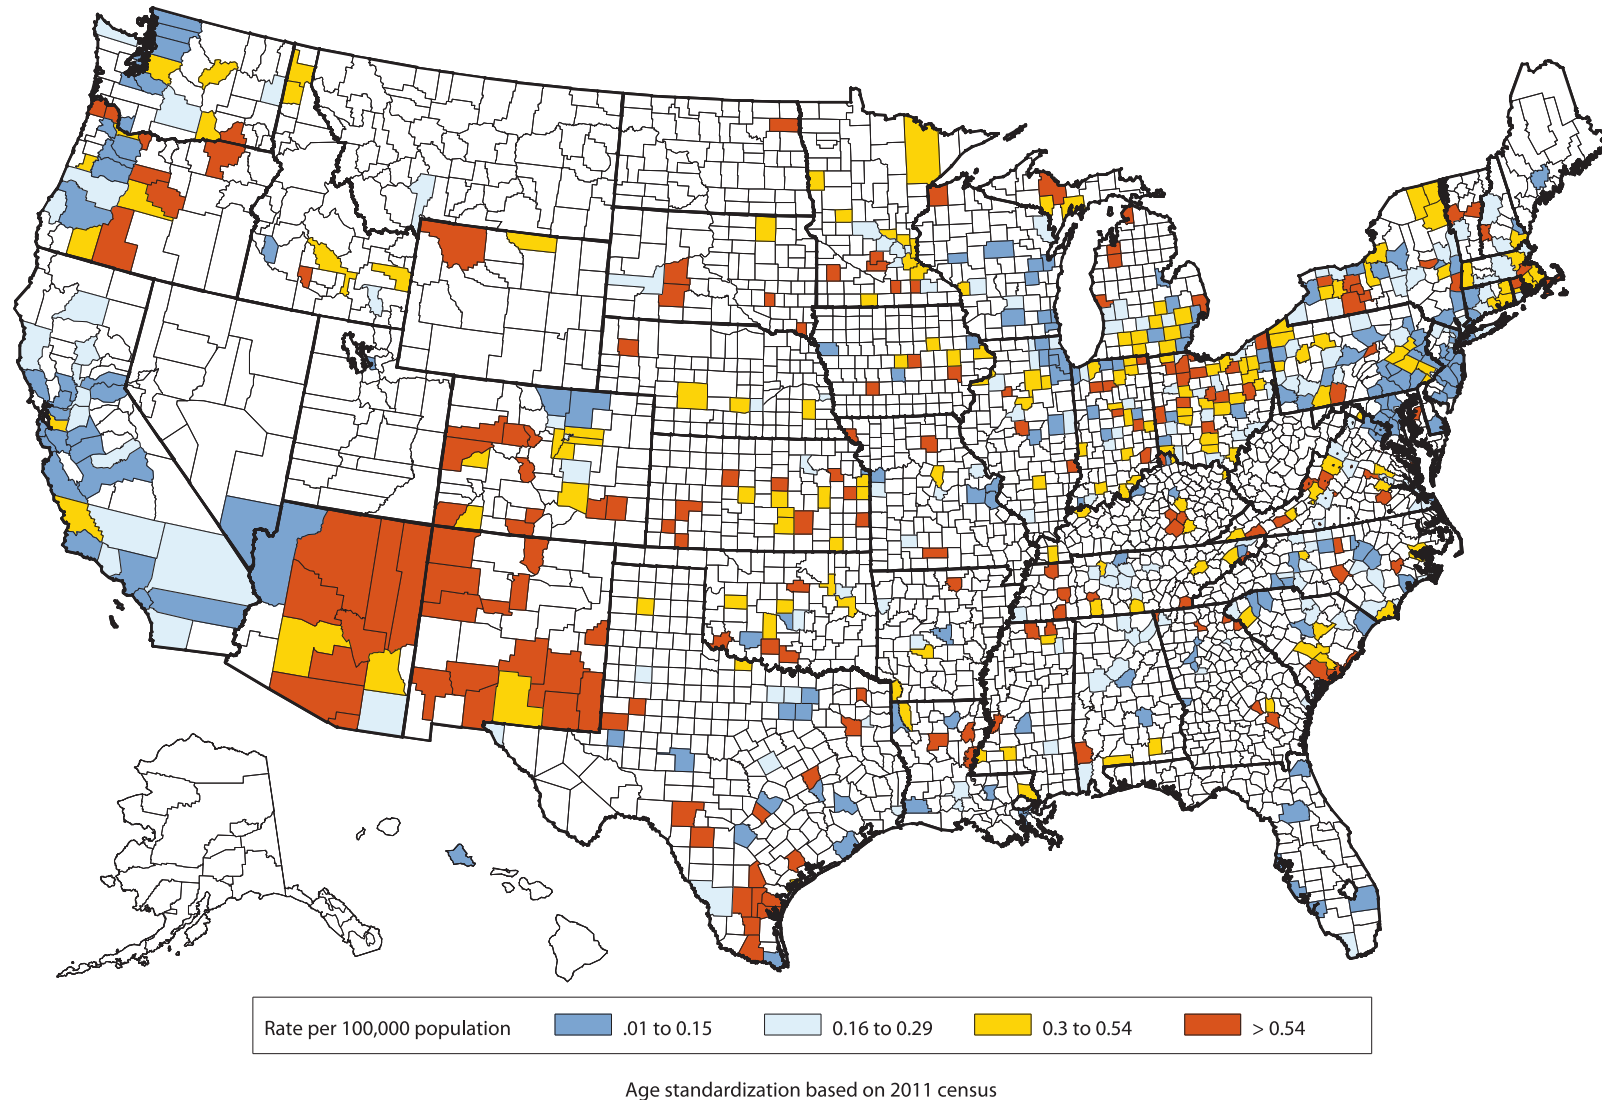 Rate per 100,000 population .01 to 0.15 0.16 to 0.29 0.3 to 0.54 > 0.54
Age standardization based on 2011 census